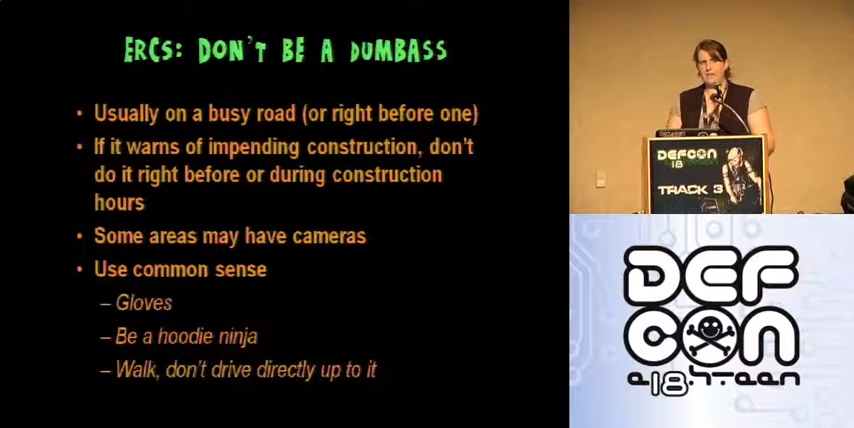 ERCS: DON'T BE A DUMBASS
• Usually on a busy road (or right before one)
• If it warns of impending construction, don't
do it right before or during construction
hours
• Some areas may have cameras
• Use common sense
– Gloves
– Be a hoodie ninja
– Walk, don't drive directly up to it
DEFCON
18
TRACK 3
DEF
CON
18